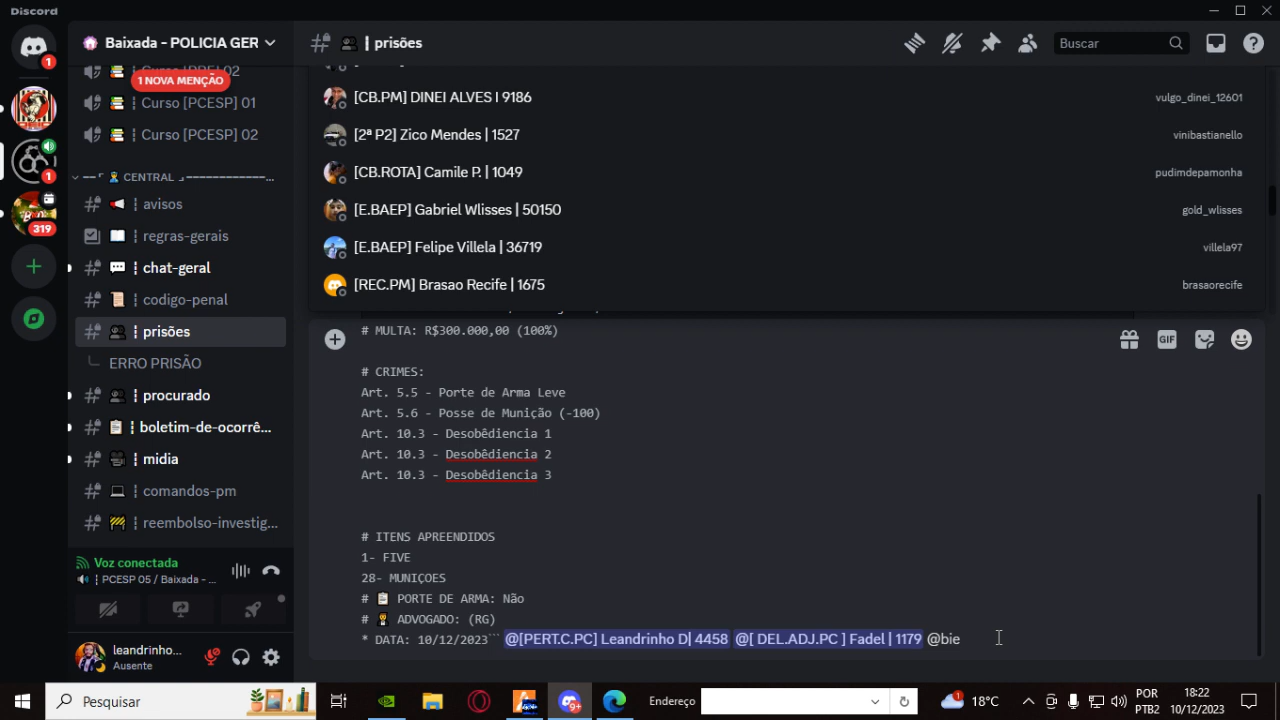 Discord
Baixada - POLICIA GER
┆ prisões
Buscar
1 NOVA MENÇÃO
┆ Curso [PCESP] 01
┆ Curso [PCESP] 02
CENTRAL
┆ avisos
┆ regras-gerais
┆ chat-geral
┆ codigo-penal
┆ prisões
ERRO PRISÃO
┆ procurado
┆ boletim-de-ocorrê...
┆ midia
┆ comandos-pm
┆ reembolso-investig...
1
1
319
[CB.PM] DINEI ALVES I 9186
vulgo_dinei_12601
[2ª P2] Zico Mendes | 1527
vinibastianello
[CB.ROTA] Camile P. | 1049
pudimdepamonha
[E.BAEP] Gabriel Wlisses | 50150
gold_wlisses
[E.BAEP] Felipe Villela | 36719
villela97
[REC.PM] Brasao Recife | 1675
brasaorecife
# MULTA: R$300.000,00 (100%)
# CRIMES:
Art. 5.5 - Porte de Arma Leve
Art. 5.6 - Posse de Munição (-100)
Art. 10.3 - Desobêdiencia 1
Art. 10.3 - Desobêdiencia 2
Art. 10.3 - Desobêdiencia 3
# ITENS APREENDIDOS
1- FIVE
28- MUNIÇOES
# 📋 PORTE DE ARMA: Não
# ADVOGADO: (RG)
* DATA: 10/12/2023``` @[PERT.C.PC] Leandrinho D| 4458 @[ DEL.ADJ.PC ] Fadel | 1179 @bie
GIF
Voz conectada
┆ PCESP 05 / Baixada - ...
leandrinho...
Ausente
Pesquisar
9+
Endereço
1
18°C
POR
PTB2
18:22
10/12/2023